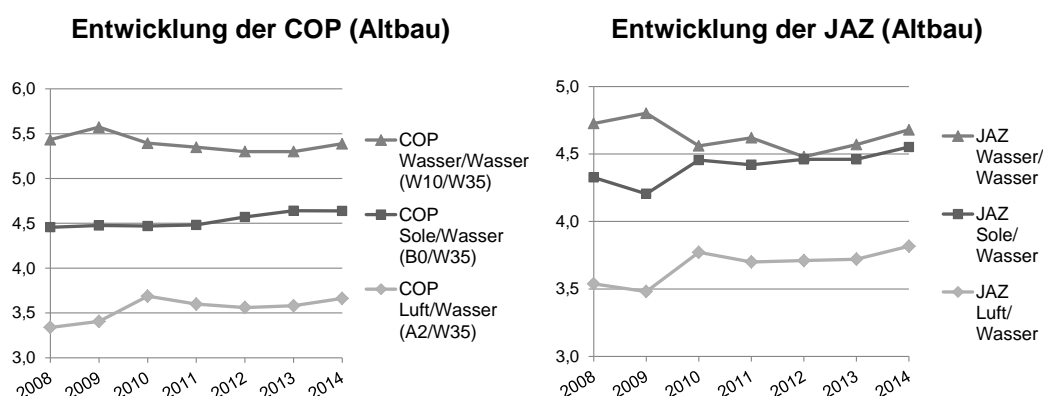 Entwicklung der COP (Altbau)
6,0
5,5
5,0
4,5
4,0
3,5
3,0
2008
2009
2010
2011
2012
2013
2014
COP
Wasser/Wasser
(W10/W35)
COP
Sole/Wasser
(B0/W35)
COP
Luft/Wasser
(A2/W35)
Entwicklung der JAZ (Altbau)
5,0
4,5
4,0
3,5
3,0
2008
2009
2010
2011
2012
2013
2014
JAZ
Wasser/
Wasser
JAZ
Sole/
Wasser
JAZ
Luft/
Wasser